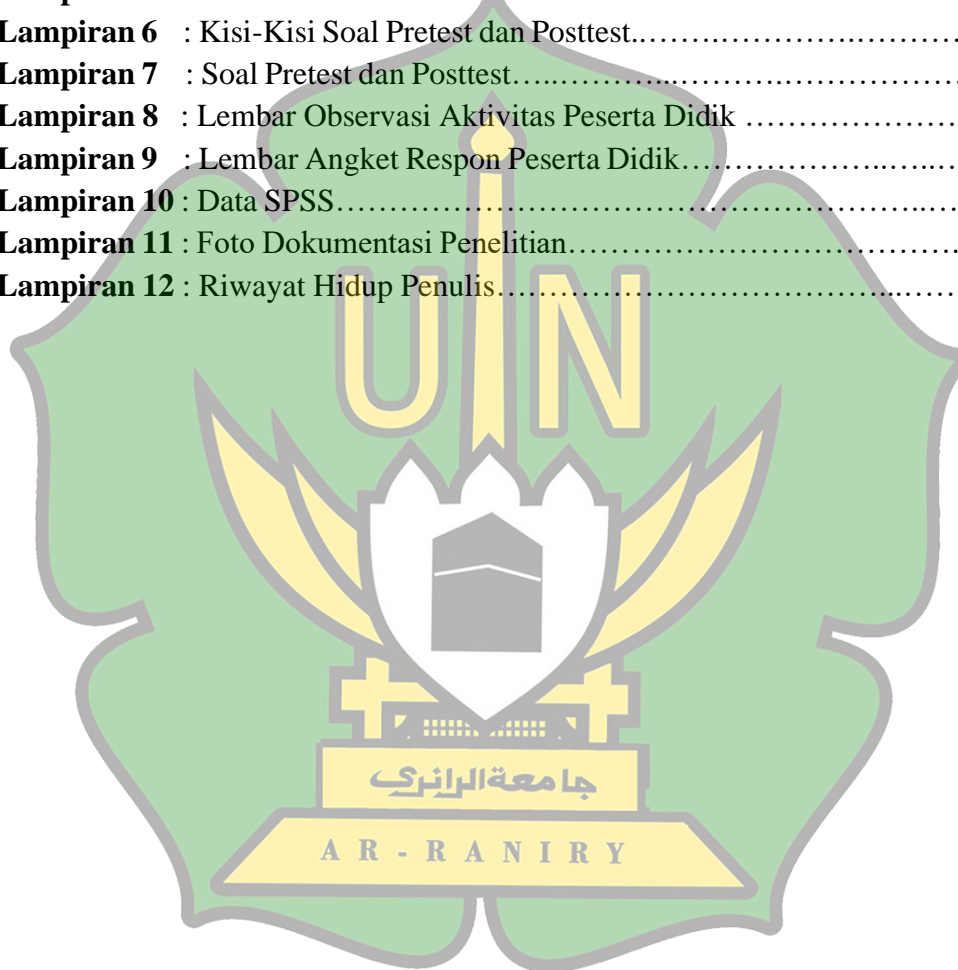 Lampiran 6 : Kisi-Kisi Soal Pretest dan Posttest..…….…………….………
Lampiran 7 : Soal Pretest dan Posttest…..………...……….………………
Lampiran 8 : Lembar Observasi Aktivitas Peserta Didik ………………
Lampiran 9 : Lembar Angket Respon Peserta Didik………………..…..…
Lampiran 10 : Data SPSS…………………………………………………..…
Lampiran 11 : Foto Dokumentasi Penelitian…………………………………
Lampiran 12 : Riwayat Hidup Penulis………………………………...……
UIN
جامعة الرانري
AR-RANIRY